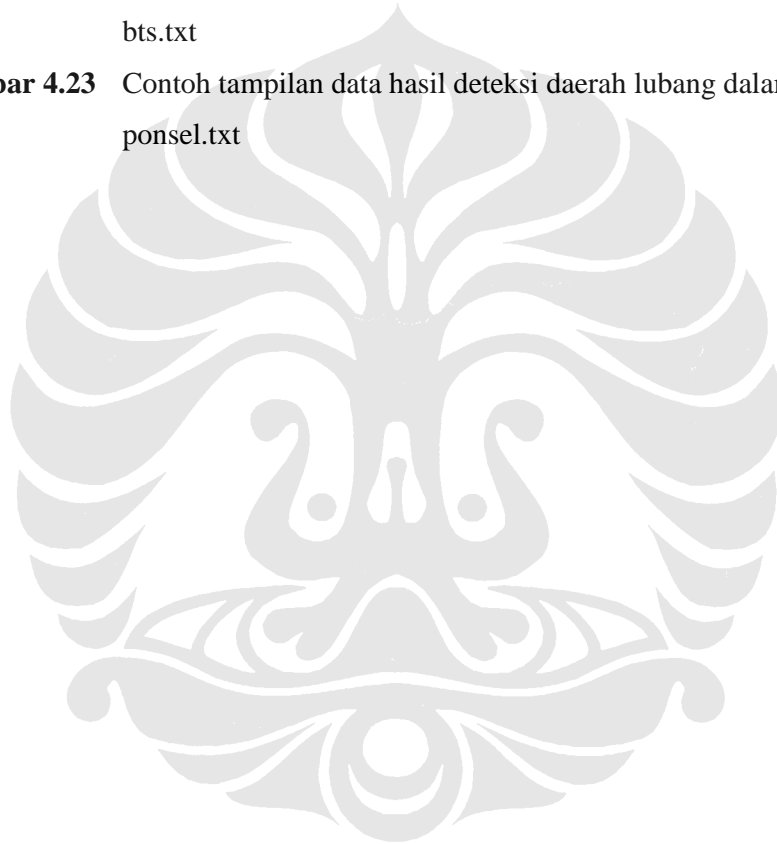 bts.txt
bar 4.23 Contoh tampilan data hasil deteksi daerah lubang dalam
ponsel.txt